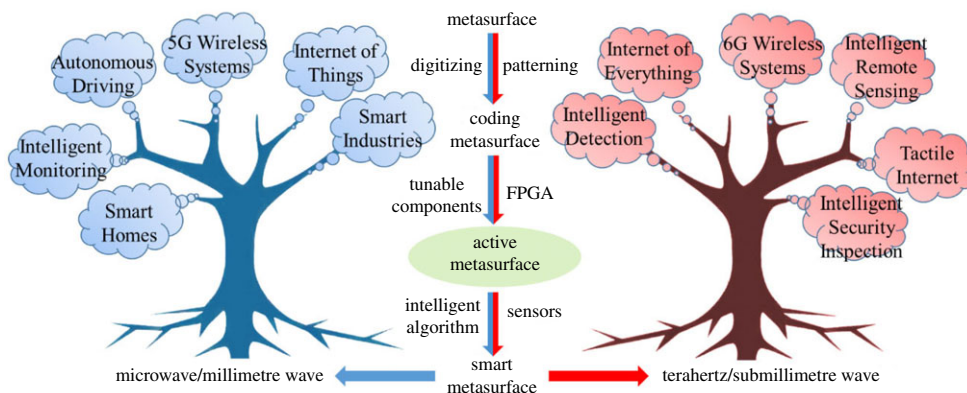 5G Wireless
Systems
Internet of
Things
Autonomous
Driving
Smart
Industries
Intelligent
Monitoring
Smart
Homes
metasurface
digitizing
patterning
coding
metasurface
tunable
components
FPGA
active
metasurface
intelligent
algorithm
sensors
smart
metasurface
microwave/millimetre wave
terahertz/submillimetre wave
Internet of
Everything
6G Wireless
Systems
Intelligent
Remote
Sensing
Intelligent
Detection
Tactile
Internet
Intelligent
Security
Inspection